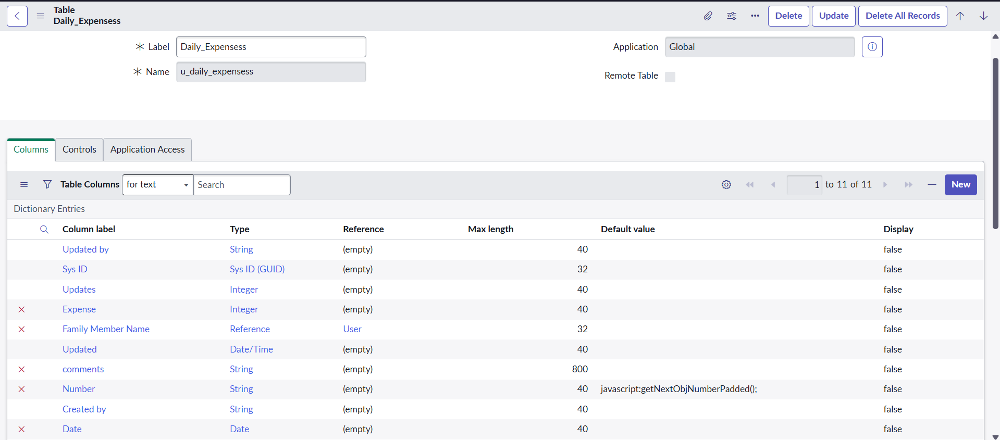 Table
Daily_Expensess
Delete Update Delete All Records
Label Daily_Expensess Application Global
Name u_daily_expensess Remote Table
Columns Controls Application Access
Table Columns for text Search 1 to 11 of 11 New
Dictionary Entries
Column label Type Reference Max length Default value Display
Updated by String (empty) 40 false
Sys ID Sys ID (GUID) (empty) 32 false
Updates Integer (empty) 40 false
Expense Integer (empty) 40 false
Family Member Name Reference User 32 false
Updated Date/Time (empty) 40 false
comments String (empty) 800 false
Number String (empty) 40 javascript:getNextObjNumberPadded(); false
Created by String (empty) 40 false
Date Date (empty) 40 false